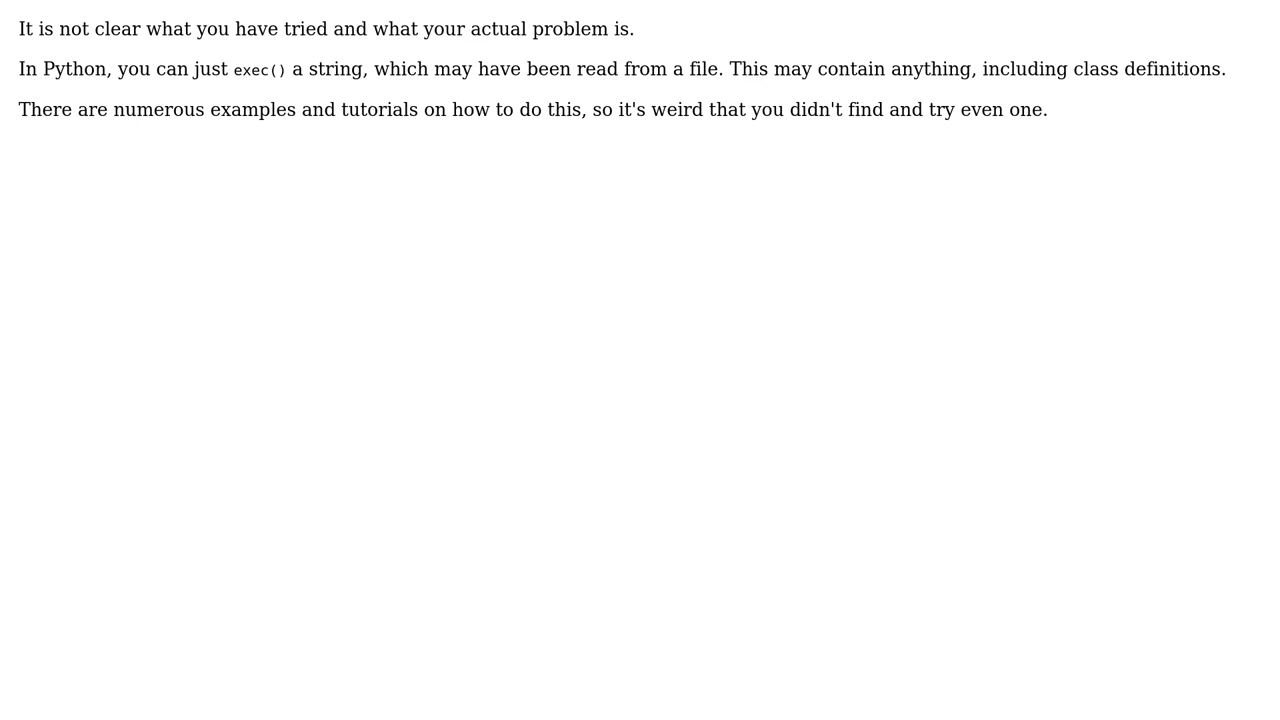 It is not clear what you have tried and what your actual problem is.
In Python, you can just exec() a string, which may have been read from a file. This may contain anything, including class definitions.
There are numerous examples and tutorials on how to do this, so it's weird that you didn't find and try even one.